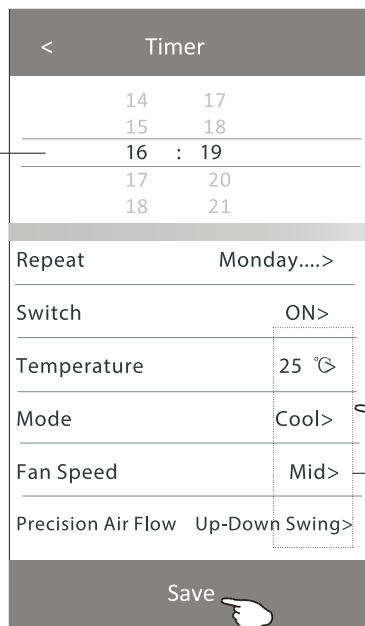 < Timer
14 17
15 18
16 : 19
17 20
18 21
Repeat Monday....>
Switch ON>
Temperature 25 ℃>
Mode Cool>
Fan Speed Mid>
Precision Air Flow Up-Down Swing>
Save